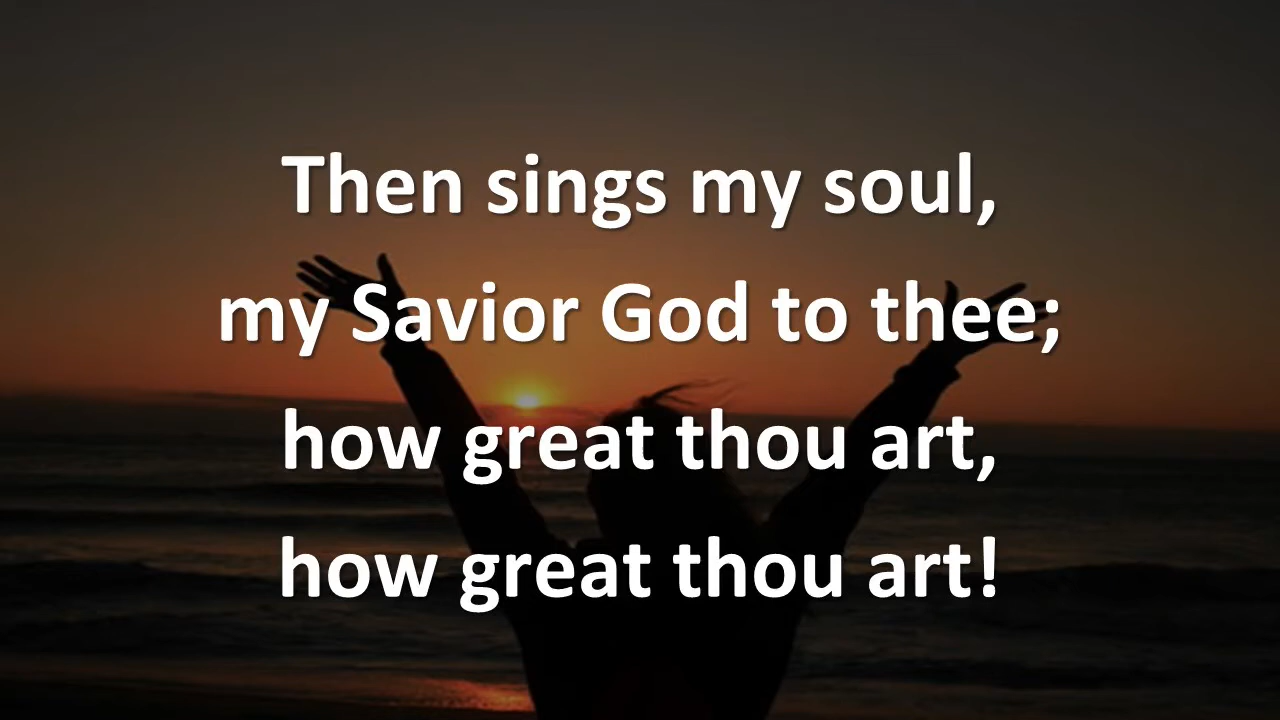 Then sings my soul,
my Savior God to thee;
how great thou art,
how great thou art!